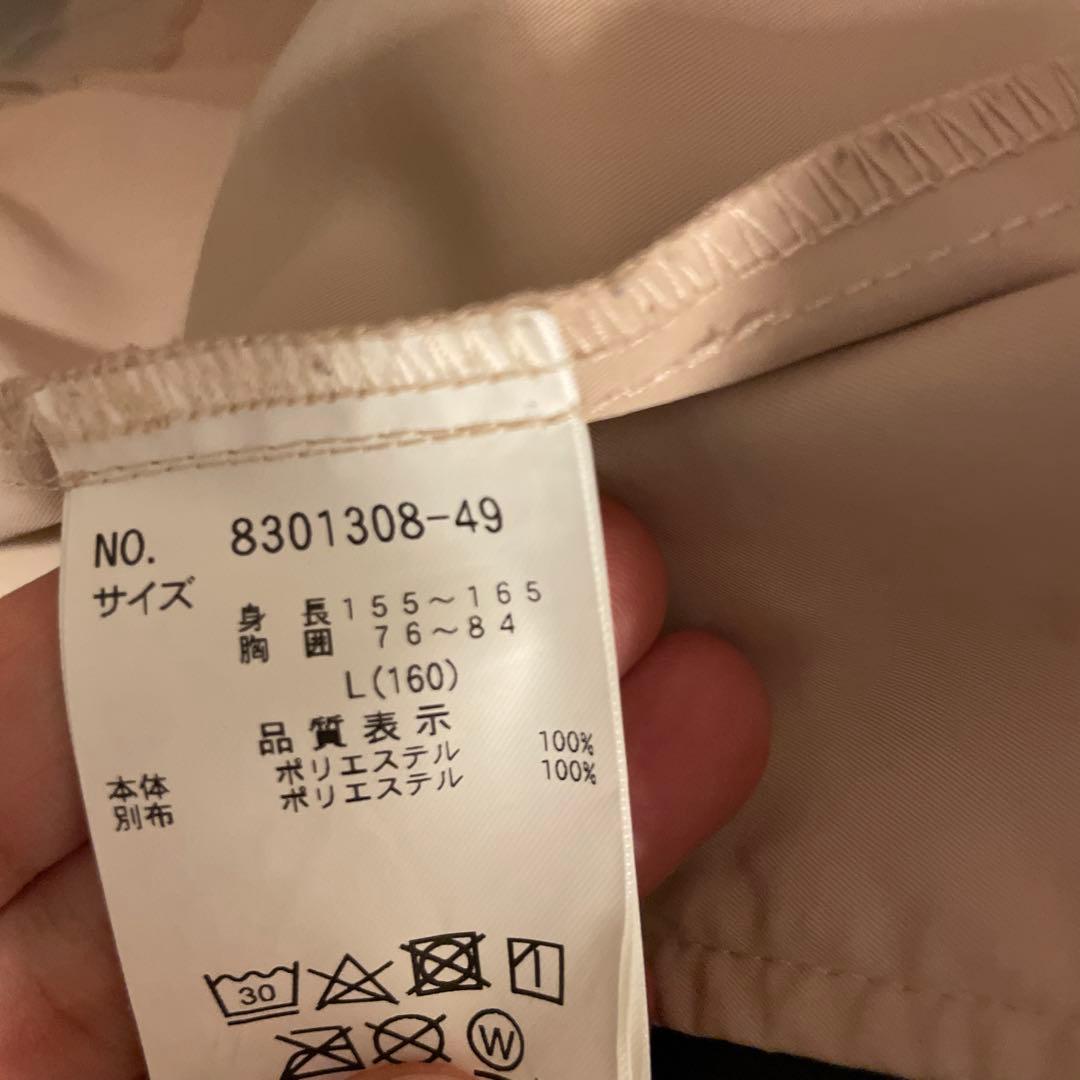 NO. 8301308-49
サイズ
身 長 155～165
胸 囲 76～84
L(160)
品質表示
本体 ポリエステル 100%
別布 ポリエステル 100%
30
W